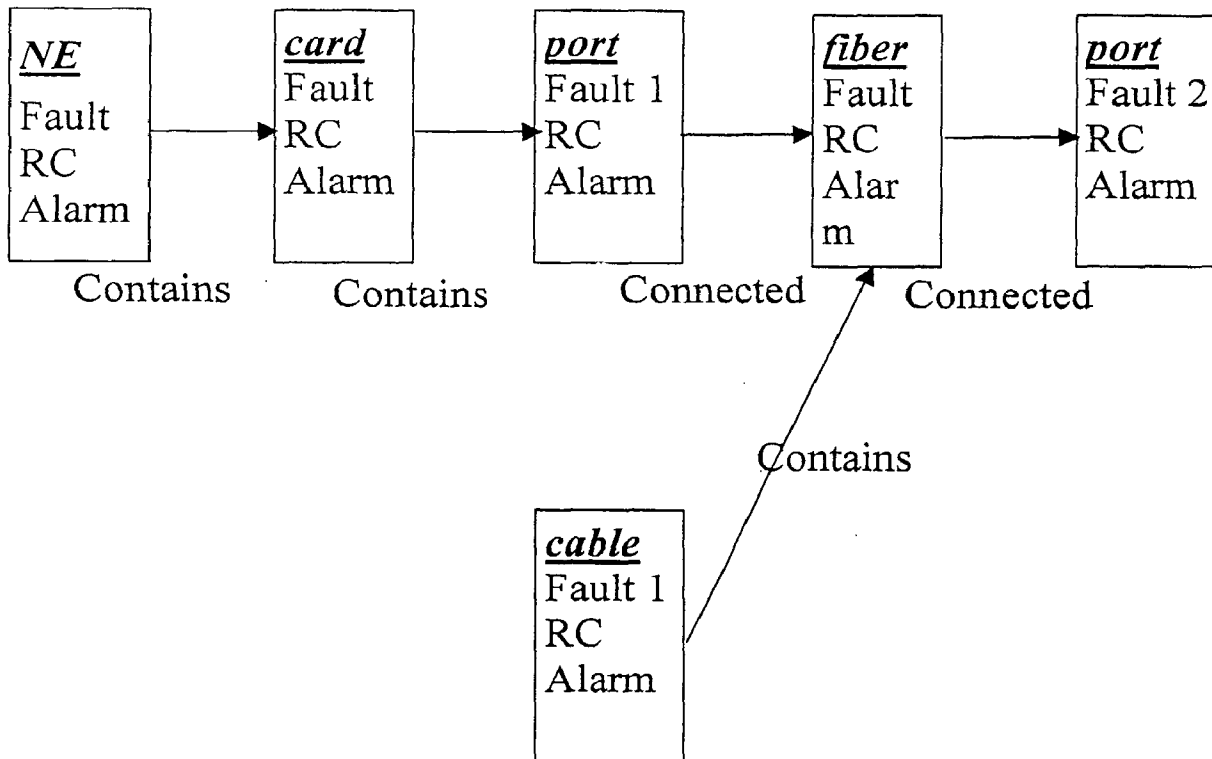 NE
Fault
RC
Alarm
card
Fault
RC
Alarm
port
Fault 1
RC
Alarm
fiber
Fault
RC
Alar
m
port
Fault 2
RC
Alarm
Contains
Contains
Connected
Connected
Contains
cable
Fault 1
RC
Alarm